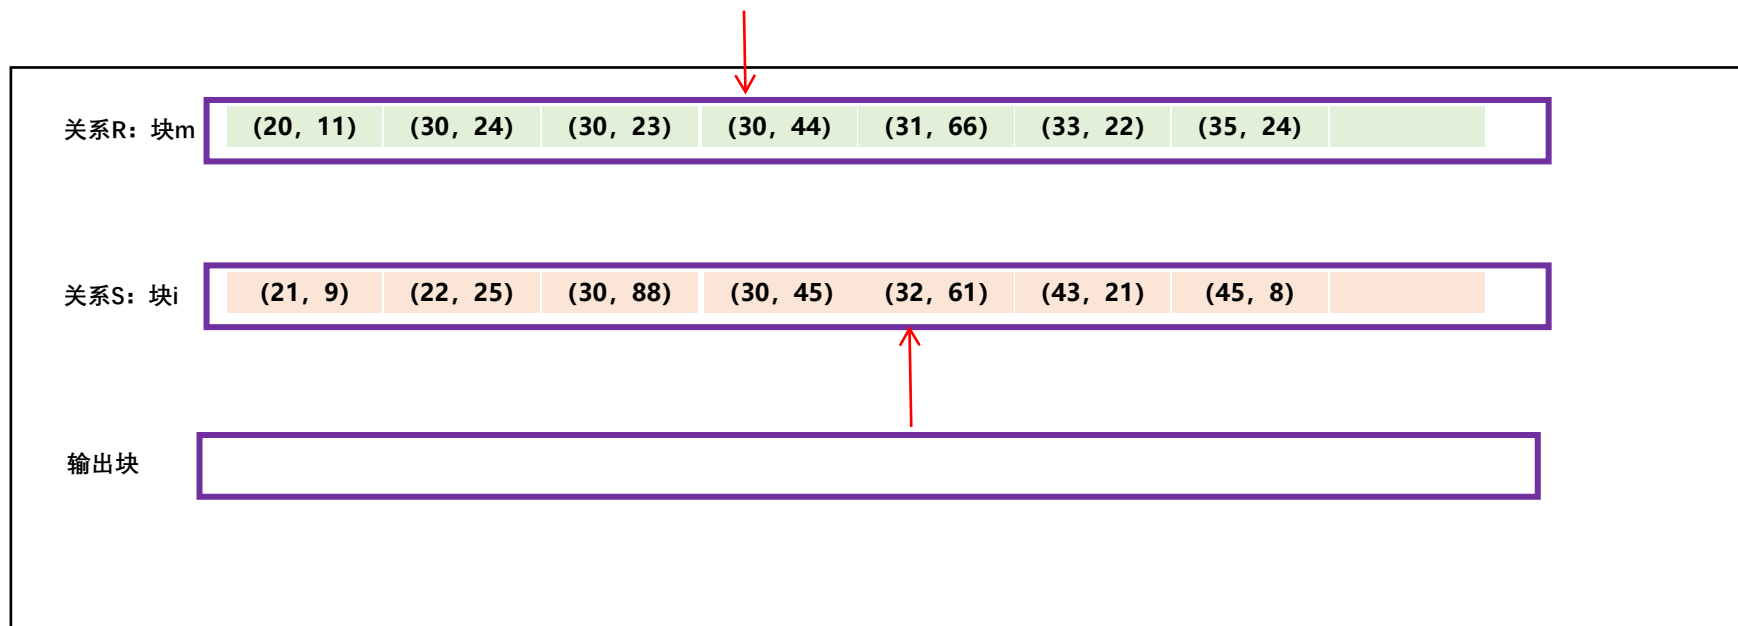 关系R：块m (20，11) (30，24) (30，23) (30，44) (31，66) (33，22) (35，24)
关系S：块i (21，9) (22，25) (30，88) (30，45) (32，61) (43，21) (45，8)
输出块